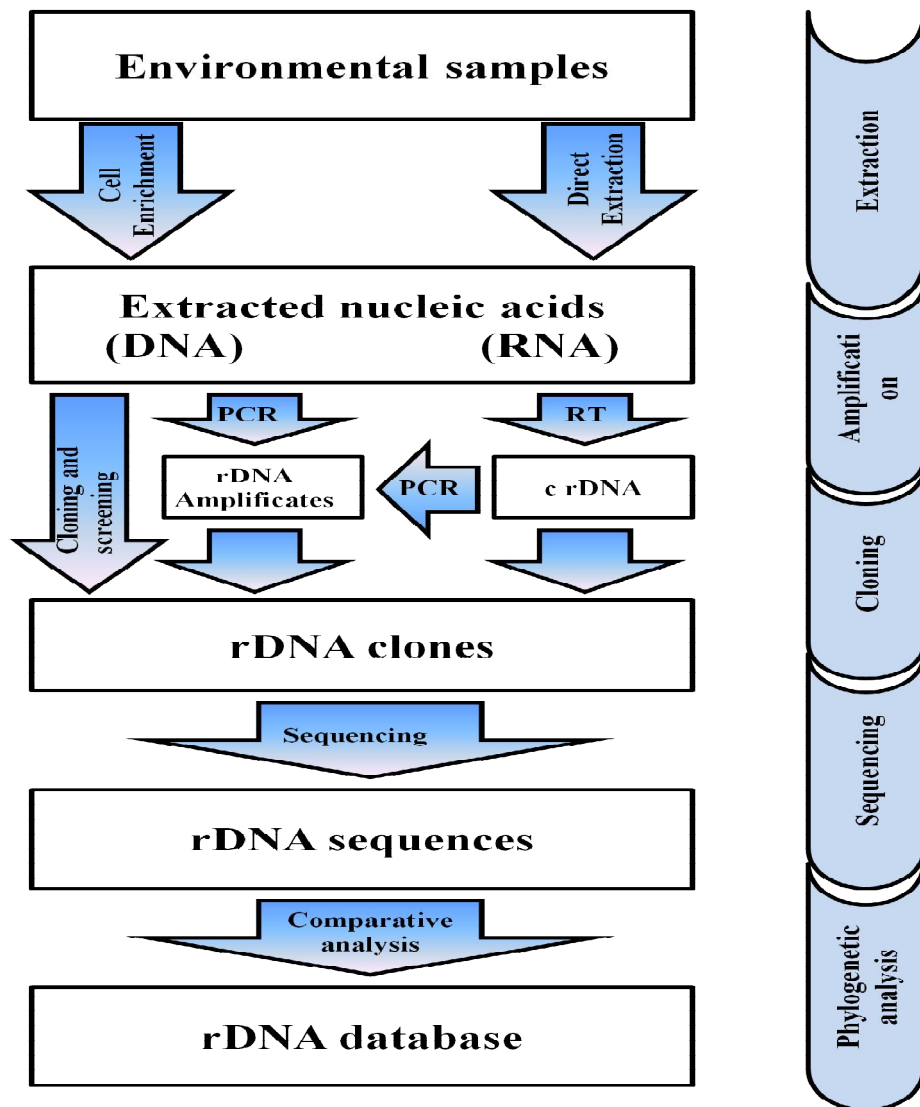 Environmental samples
Cell
Enrichment
Direct
Extraction
Extracted nucleic acids
(DNA) (RNA)
PCR
RT
Cloning and
screening
rDNA
Amplificates
PCR
c rDNA
rDNA clones
Sequencing
rDNA sequences
Comparative
analysis
rDNA database
Extraction
Amplificati
on
Cloning
Sequencing
Phylogenetic
analysis